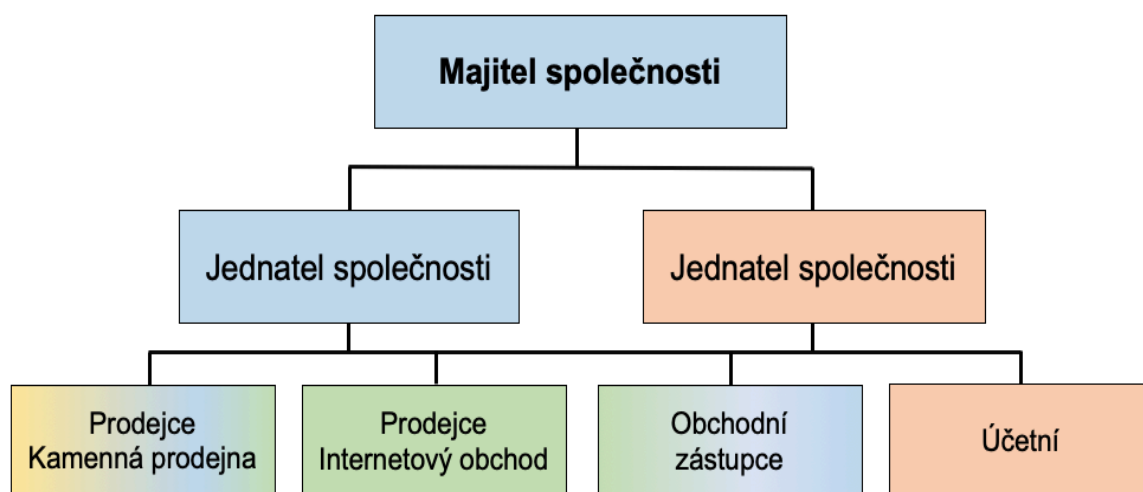 Majitel společnosti
Jednatel společnosti
Jednatel společnosti
Prodejce
Kamenná prodejna
Prodejce
Internetový obchod
Obchodní
zástupce
Účetní